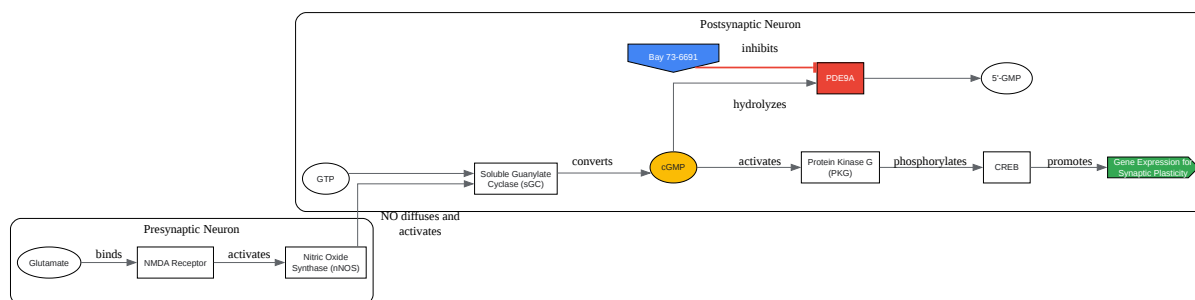 Postsynaptic Neuron
Bay 73-6691
inhibits
PDE9A
5'-GMP
hydrolyzes
GTP
Soluble Guanylate
Cyclase (sGC)
converts
cGMP
activates
Protein Kinase G
(PKG)
phosphorylates
CREB
promotes
Gene Expression for
Synaptic Plasticity
NO diffuses and
activates
Presynaptic Neuron
Glutamate
binds
NMDA Receptor
activates
Nitric Oxide
Synthase (nNOS)